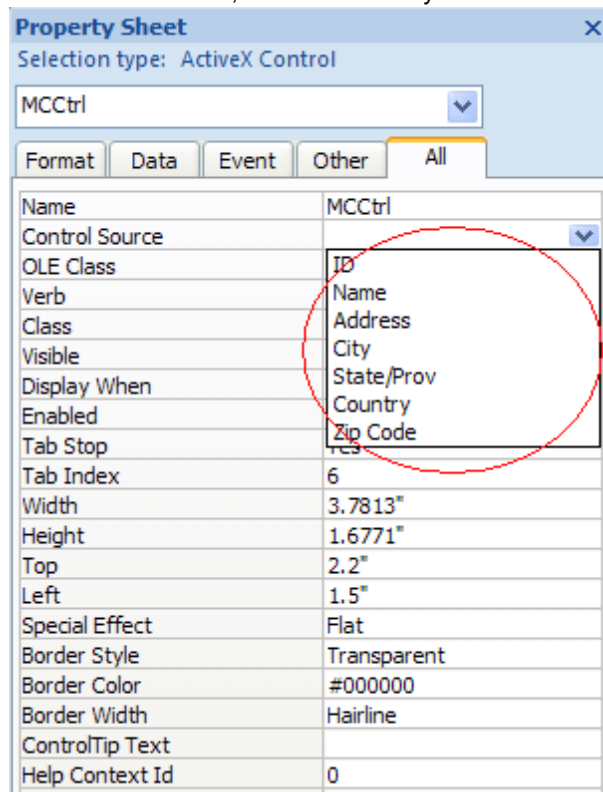 Property Sheet
Selection type: ActiveX Control
MCCtrl
Format Data Event Other All
Name MCCtrl
Control Source
OLE Class ID
Verb Name
Class Address
Visible City
Display When State/Prov
Enabled Country
Zip Code
Tab Stop Yes
Tab Index 6
Width 3.7813"
Height 1.6771"
Top 2.2"
Left 1.5"
Special Effect Flat
Border Style Transparent
Border Color #000000
Border Width Hairline
ControlTip Text
Help Context Id 0